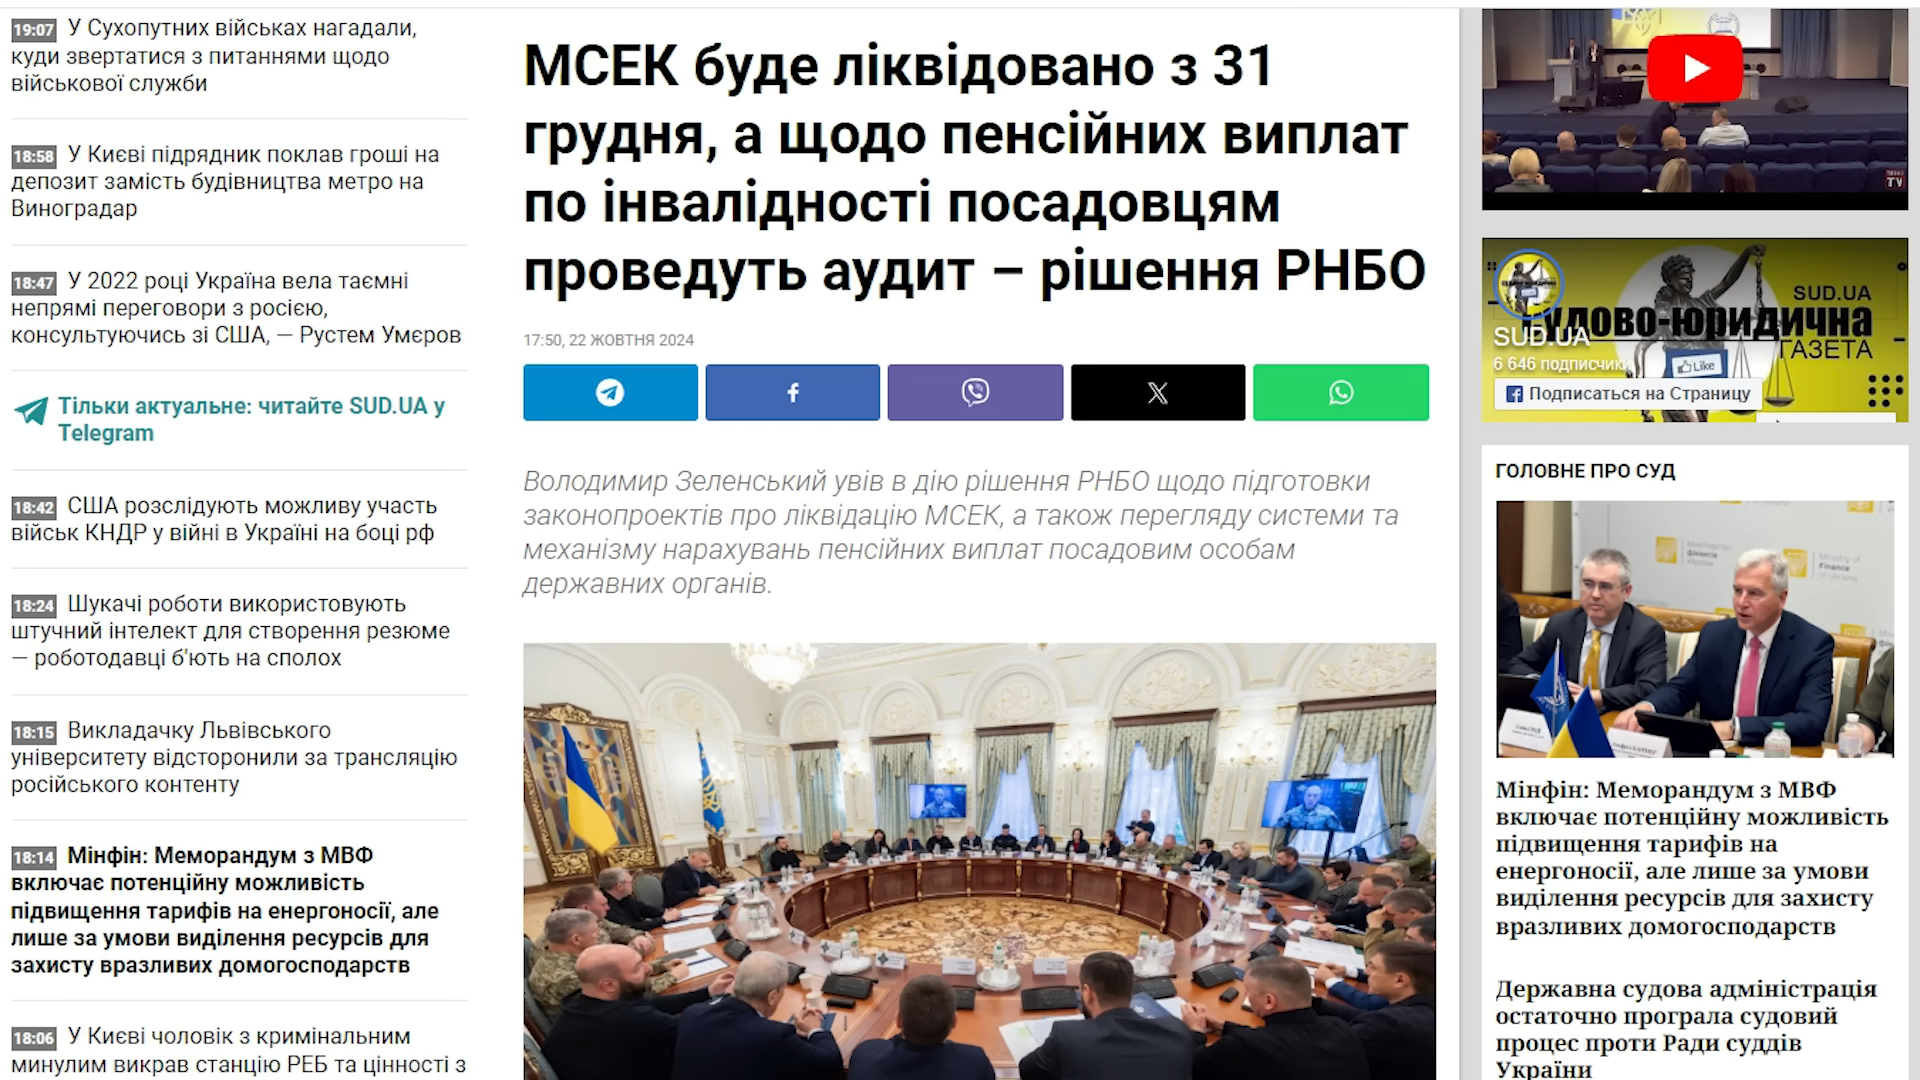 19:07 У Сухопутних військах нагадали,
куди звертатися з питаннями щодо
військової служби
18:58 У Києві підрядник поклав гроші на
депозит замість будівництва метро на
Виноградар
18:47 У 2022 році Україна вела таємні
непрямі переговори з росією,
консультуючись зі США, — Рустем Умєров
Тільки актуальне: читайте SUD.UA у
Telegram
18:42 США розслідують можливу участь
військ КНДР у війні в Україні на боці рф
18:24 Шукачі роботи використовують
штучний інтелект для створення резюме
— роботодавці б'ють на сполох
18:15 Викладачку Львівського
університету відсторонили за трансляцію
російського контенту
18:14 Мінфін: Меморандум з МВФ
включає потенційну можливість
підвищення тарифів на енергоносії, але
лише за умови виділення ресурсів для
захисту вразливих домогосподарств
18:06 У Києві чоловік з кримінальним
минулим викрав станцію РЕБ та цінності з
МСЕК буде ліквідовано з 31
грудня, а щодо пенсійних виплат
по інвалідності посадовцям
проведуть аудит – рішення РНБО
17:50, 22 ЖОВТНЯ 2024
Володимир Зеленський увів в дію рішення РНБО щодо підготовки
законопроектів про ліквідацію МСЕК, а також перегляду системи та
механізму нарахувань пенсійних виплат посадовим особам
державних органів.
TV
SUD.UA
Судово-юридична
ГАЗЕТА
SUD.UA
6 646 подписчики
Like
Подписаться на Страницу
ГОЛОВНЕ ПРО СУД
Ministry of
Finance
of Ukraine
Мінфін: Меморандум з МВФ
включає потенційну можливість
підвищення тарифів на
енергоносії, але лише за умови
виділення ресурсів для захисту
вразливих домогосподарств
Державна судова адміністрація
остаточно програла судовий
процес проти Ради суддів
України